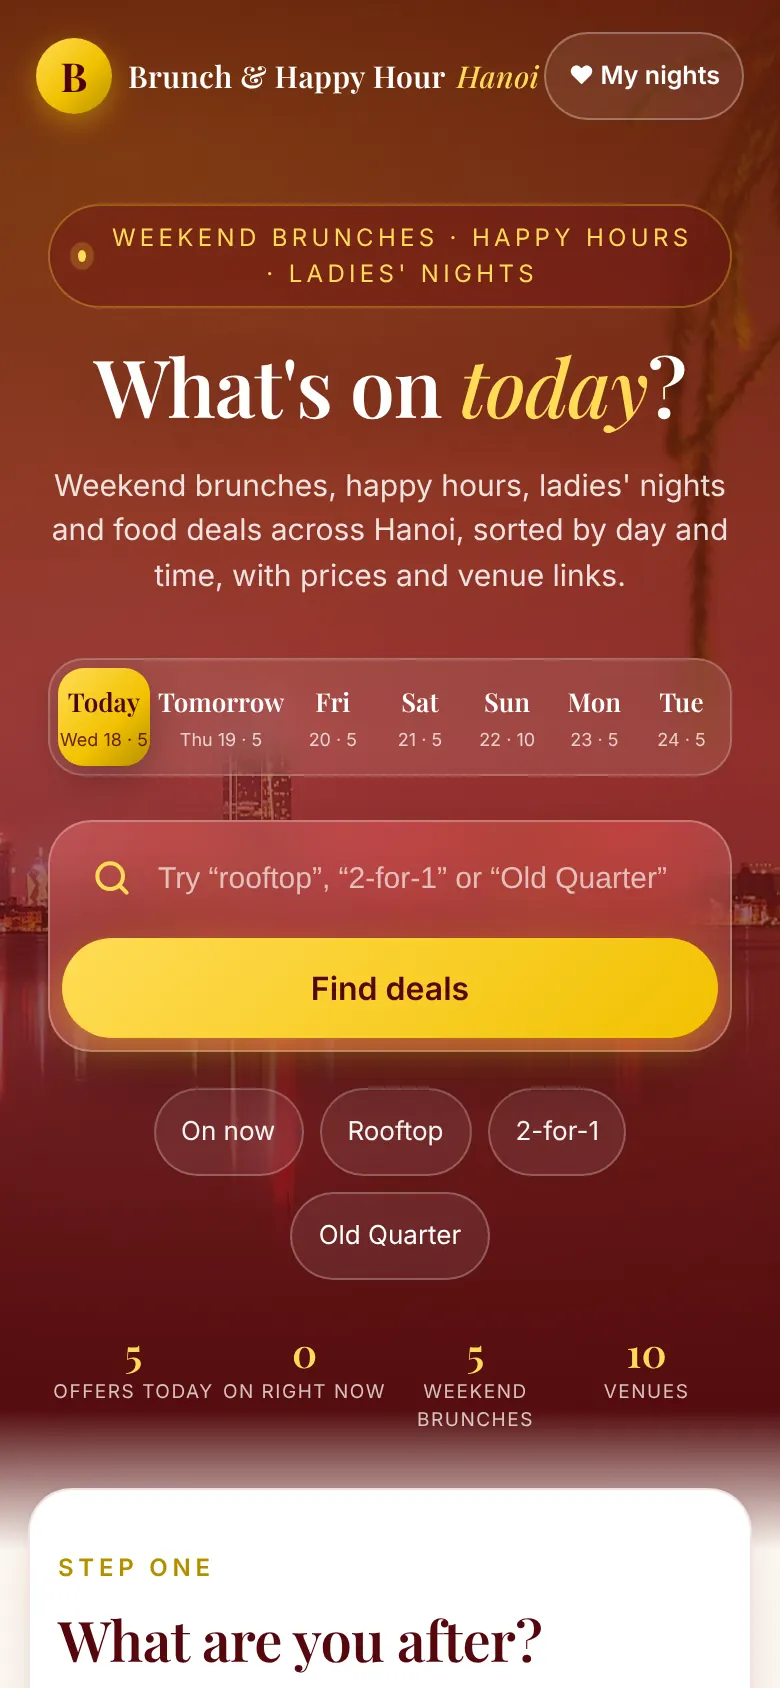 B
Brunch & Happy Hour Hanoi
♥ My nights
WEEKEND BRUNCHES · HAPPY HOURS
· LADIES' NIGHTS
What's on today?
Weekend brunches, happy hours, ladies' nights
and food deals across Hanoi, sorted by day and
time, with prices and venue links.
Today Tomorrow Fri Sat Sun Mon Tue
Wed 18 · 5 Thu 19 · 5 20 · 5 21 · 5 22 · 10 23 · 5 24 · 5
Try “rooftop”, “2-for-1” or “Old Quarter”
Find deals
On now Rooftop 2-for-1
Old Quarter
5 0 5 10
OFFERS TODAY ON RIGHT NOW WEEKEND VENUES
BRUNCHES
STEP ONE
What are you after?